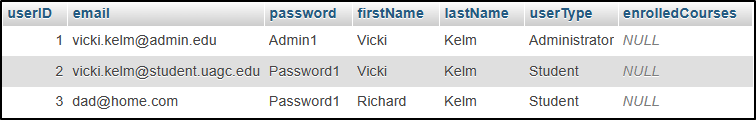 userID email password firstName lastName userType enrolledCourses
1 vicki.kelm@admin.edu Admin1 Vicki Kelm Administrator NULL
2 vicki.kelm@student.uagc.edu Password1 Vicki Kelm Student NULL
3 dad@home.com Password1 Richard Kelm Student NULL